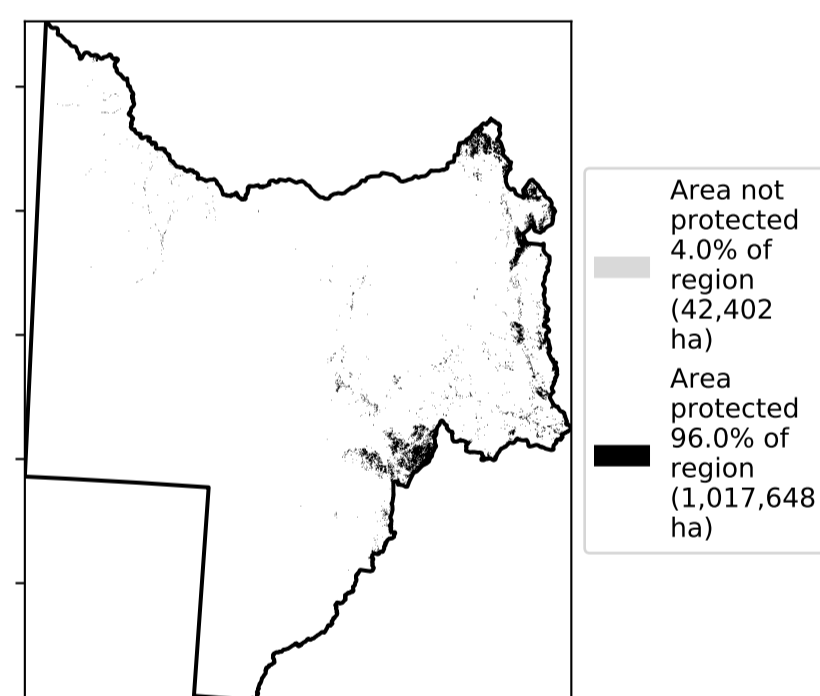 Area not
protected
4.0% of
region
(42,402
ha)
Area
protected
96.0% of
region
(1,017,648
ha)